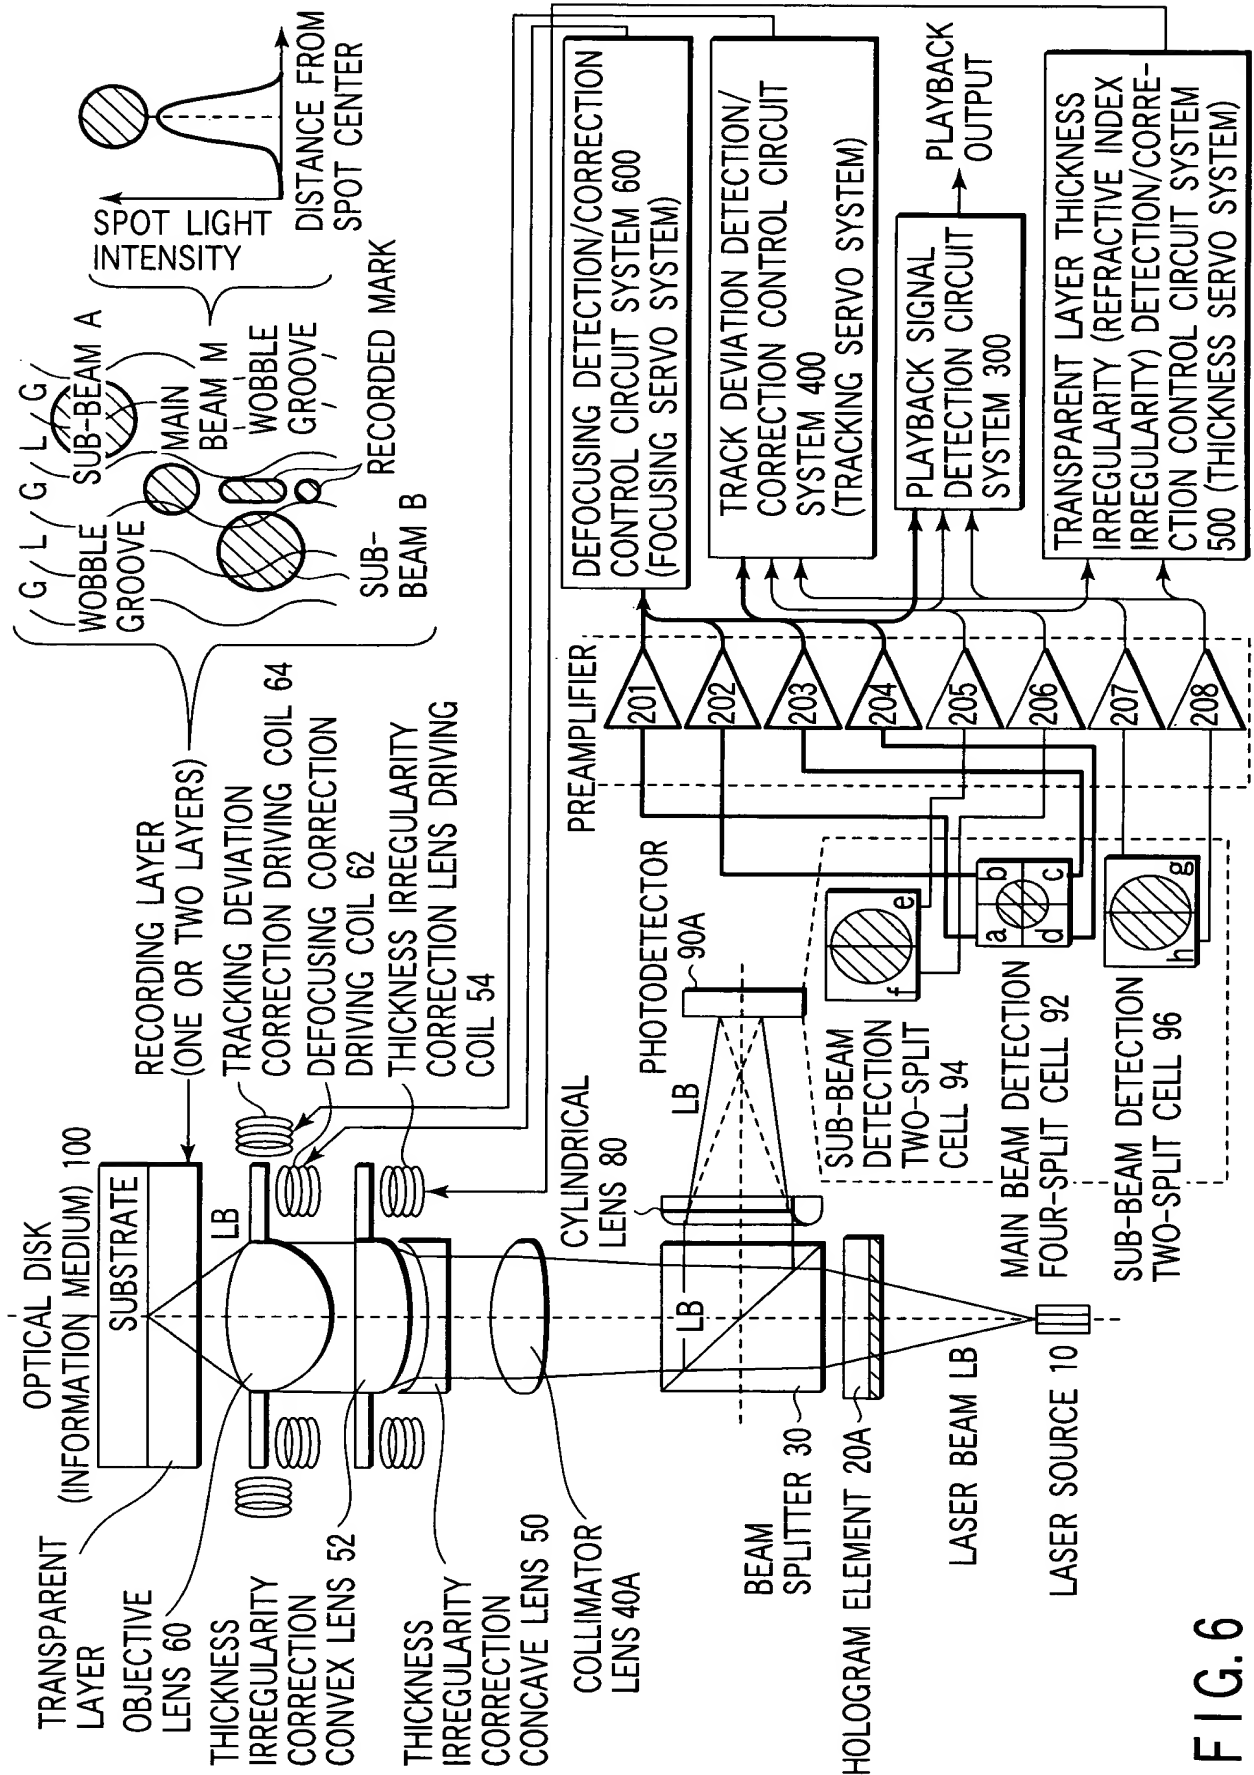 OPTICAL DISK
(INFORMATION MEDIUM) 100
TRANSPARENT
LAYER
SUBSTRATE
RECORDING LAYER
(ONE OR TWO LAYERS)
OBJECTIVE
LENS 60
LB
TRACKING DEVIATION
CORRECTION DRIVING COIL 64
DEFOCUSING CORRECTION
DRIVING COIL 62
THICKNESS IRREGULARITY
CORRECTION LENS DRIVING
COIL 54
THICKNESS
IRREGULARITY
CORRECTION
CONVEX LENS 52
THICKNESS
IRREGULARITY
CORRECTION
CONCAVE LENS 50
COLLIMATOR
LENS 40A
CYLINDRICAL
LENS 80
LB
LB
BEAM
SPLITTER 30
HOLOGRAM ELEMENT 20A
LASER BEAM LB
LASER SOURCE 10
PHOTODETECTOR
90A
SUB-BEAM
DETECTION
TWO-SPLIT
CELL 94
MAIN BEAM DETECTION
FOUR-SPLIT CELL 92
SUB-BEAM DETECTION
TWO-SPLIT CELL 96
f e
a b
d c
h g
PREAMPLIFIER
201
202
203
204
205
206
207
208
G L G L G L G
WOBBLE
GROOVE
SUB-BEAM A
MAIN
BEAM M
WOBBLE
GROOVE
RECORDED MARK
SUB-
BEAM B
SPOT LIGHT
INTENSITY
DISTANCE FROM
SPOT CENTER
DEFOCUSING DETECTION/CORRECTION
CONTROL CIRCUIT SYSTEM 600
(FOCUSING SERVO SYSTEM)
TRACK DEVIATION DETECTION/
CORRECTION CONTROL CIRCUIT
SYSTEM 400
(TRACKING SERVO SYSTEM)
PLAYBACK SIGNAL
DETECTION CIRCUIT
SYSTEM 300
PLAYBACK
OUTPUT
TRANSPARENT LAYER THICKNESS
IRREGULARITY (REFRACTIVE INDEX
IRREGULARITY) DETECTION/CORRE-
CTION CONTROL CIRCUIT SYSTEM
500 (THICKNESS SERVO SYSTEM)
FIG. 6